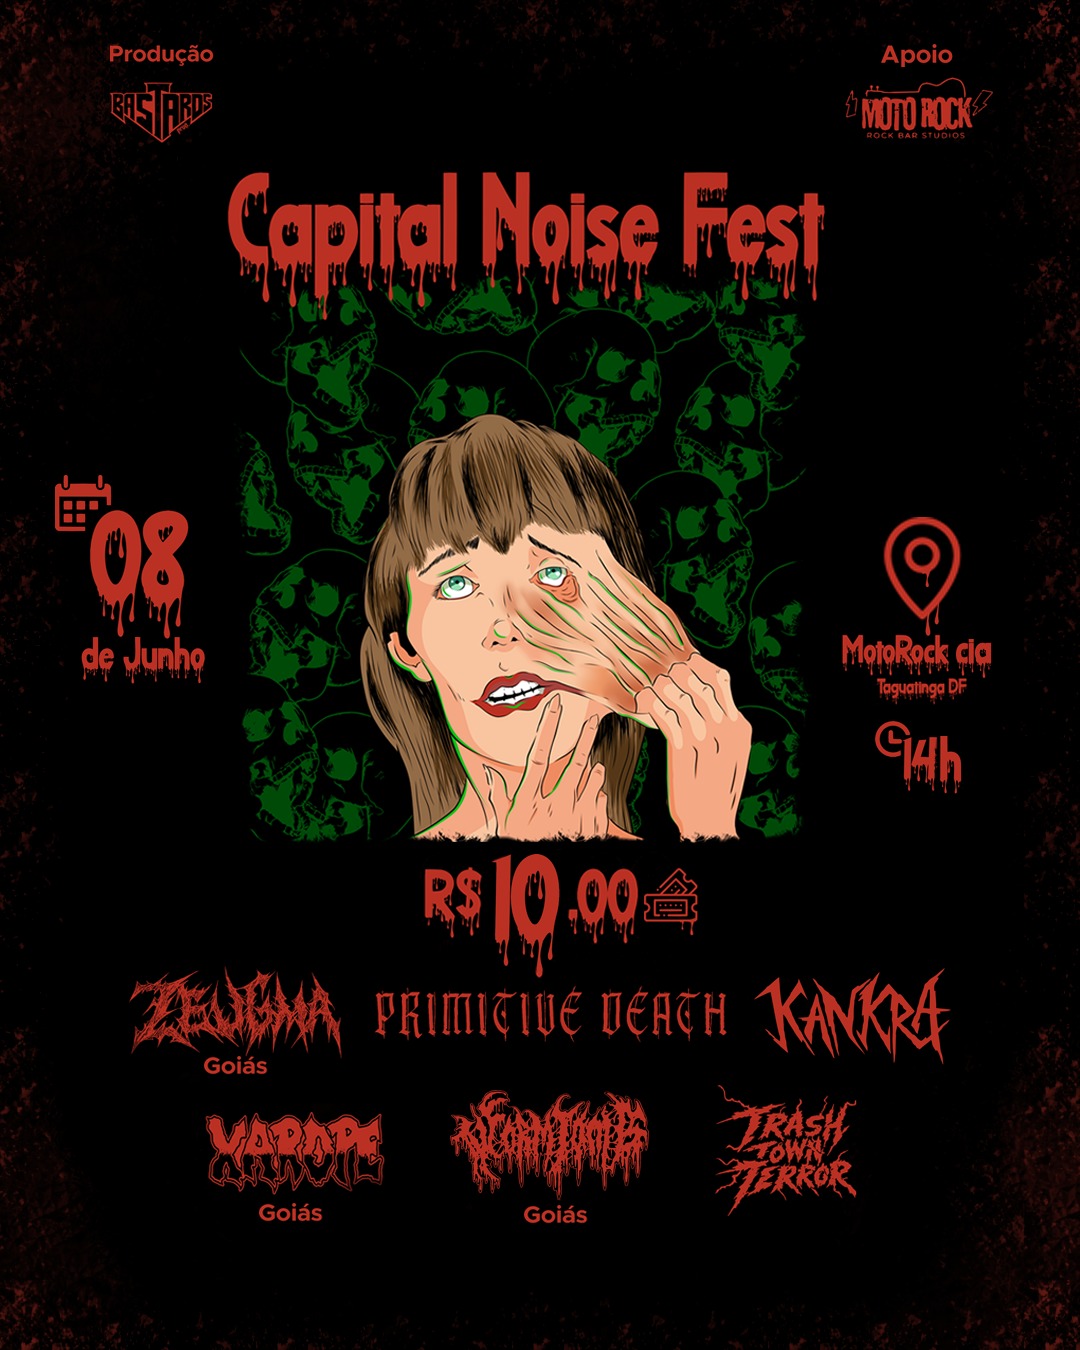 Produção
BASTARDS
Apoio
MOTO ROCK
ROCK BAR STUDIOS
Capital Noise Fest
08
de Junho
MotoRock cia
Taguatinga DF
14h
R$ 10.00
ZEUGMA
Goiás
PRIMITIVE DEATH
KANKRA
XAROPE
Goiás
WORMTOMB
Goiás
TRASH
TOWN
TERROR